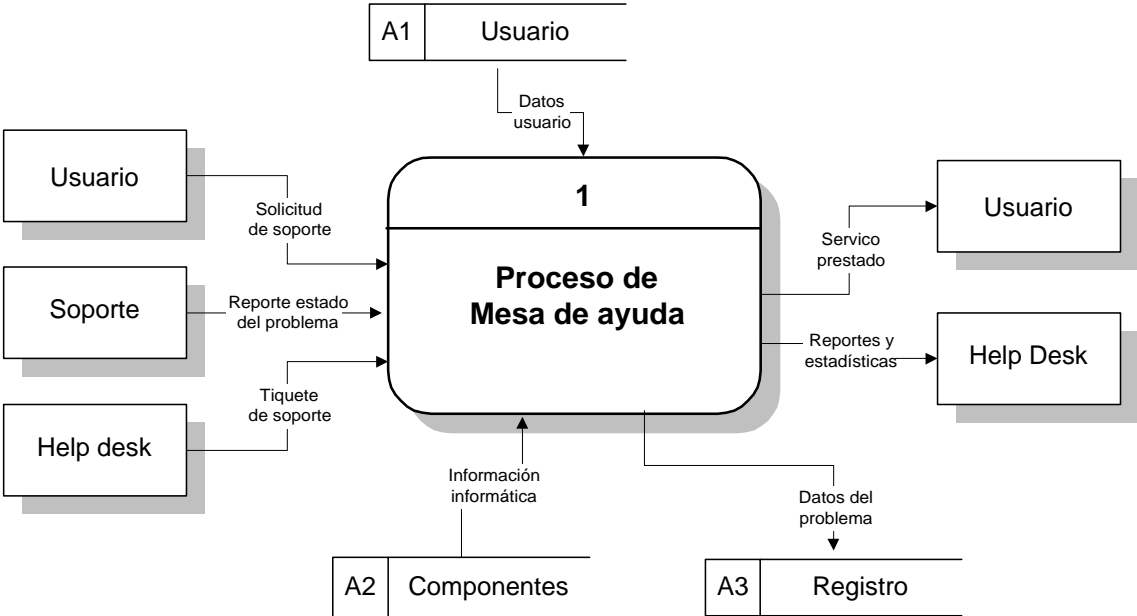 A1 Usuario
Datos
usuario
Usuario
Solicitud
de soporte
Soporte
Reporte estado
del problema
Help desk
Tiquete
de soporte
1
Proceso de
Mesa de ayuda
Servico
prestado
Usuario
Reportes y
estadísticas
Help Desk
Información
informática
Datos del
problema
A2 Componentes
A3 Registro